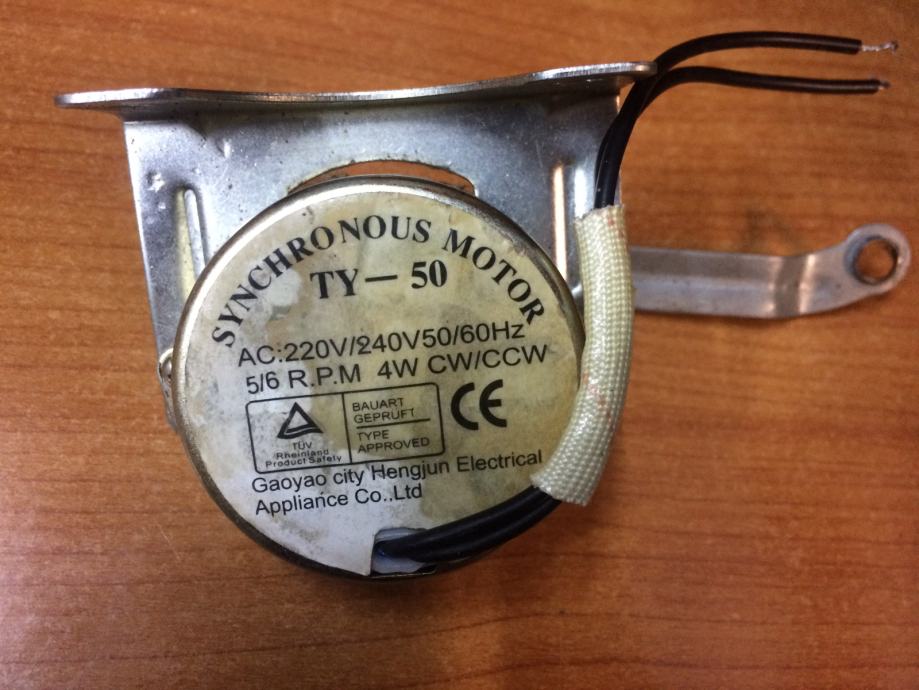 SYNCHRONOUS MOTOR
TY-50
AC:220V/240V50/60Hz
5/6 R.P.M 4W CW/CCW
TÜV
Rheinland
Product Safety
BAUART
GEPRUFT
TYPE
APPROVED
CE
Gaoyao city Hengjun Electrical
Appliance Co..Ltd